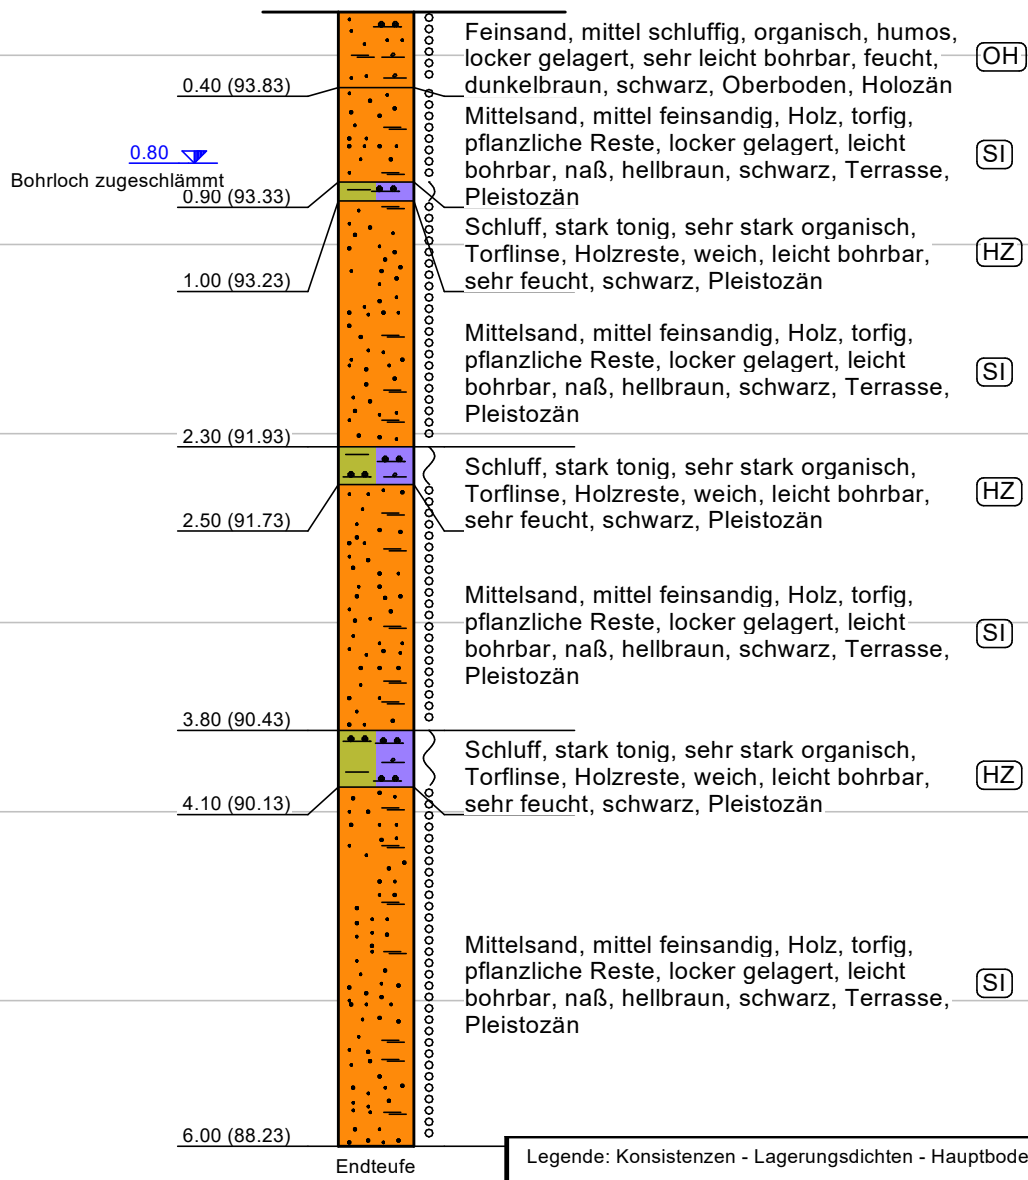 Feinsand, mittel schluffig, organisch, humos,
locker gelagert, sehr leicht bohrbar, feucht,
dunkelbraun, schwarz, Oberboden, Holozän
OH
0.40 (93.83)
Mittelsand, mittel feinsandig, Holz, torfig,
pflanzliche Reste, locker gelagert, leicht
bohrbar, naß, hellbraun, schwarz, Terrasse,
Pleistozän
SI
0.80
Bohrloch zugeschlämmt
0.90 (93.33)
Schluff, stark tonig, sehr stark organisch,
Torflinse, Holzreste, weich, leicht bohrbar,
sehr feucht, schwarz, Pleistozän
HZ
1.00 (93.23)
Mittelsand, mittel feinsandig, Holz, torfig,
pflanzliche Reste, locker gelagert, leicht
bohrbar, naß, hellbraun, schwarz, Terrasse,
Pleistozän
SI
2.30 (91.93)
Schluff, stark tonig, sehr stark organisch,
Torflinse, Holzreste, weich, leicht bohrbar,
sehr feucht, schwarz, Pleistozän
HZ
2.50 (91.73)
Mittelsand, mittel feinsandig, Holz, torfig,
pflanzliche Reste, locker gelagert, leicht
bohrbar, naß, hellbraun, schwarz, Terrasse,
Pleistozän
SI
3.80 (90.43)
Schluff, stark tonig, sehr stark organisch,
Torflinse, Holzreste, weich, leicht bohrbar,
sehr feucht, schwarz, Pleistozän
HZ
4.10 (90.13)
Mittelsand, mittel feinsandig, Holz, torfig,
pflanzliche Reste, locker gelagert, leicht
bohrbar, naß, hellbraun, schwarz, Terrasse,
Pleistozän
SI
6.00 (88.23)
Endteufe
Legende: Konsistenzen - Lagerungsdichten - Hauptbode